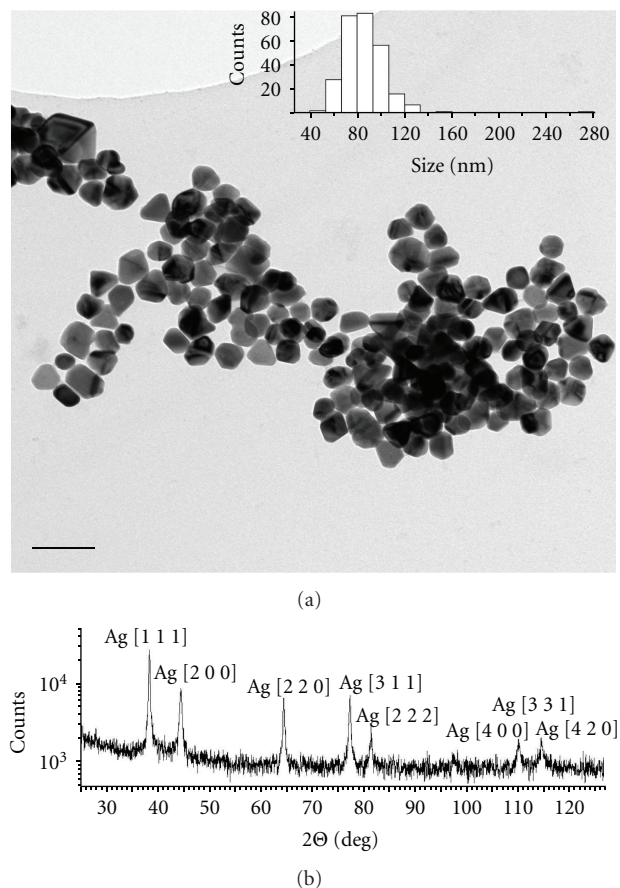 80
60
40
20
Counts
40 80 120 160 200 240 280
Size (nm)
(a)
Ag [1 1 1]
Ag [2 0 0]
Ag [2 2 0]
Ag [3 1 1]
Ag [2 2 2]
Ag [4 0 0]
Ag [3 3 1]
Ag [4 2 0]
10⁴
10³
Counts
30 40 50 60 70 80 90 100 110 120
2Θ (deg)
(b)